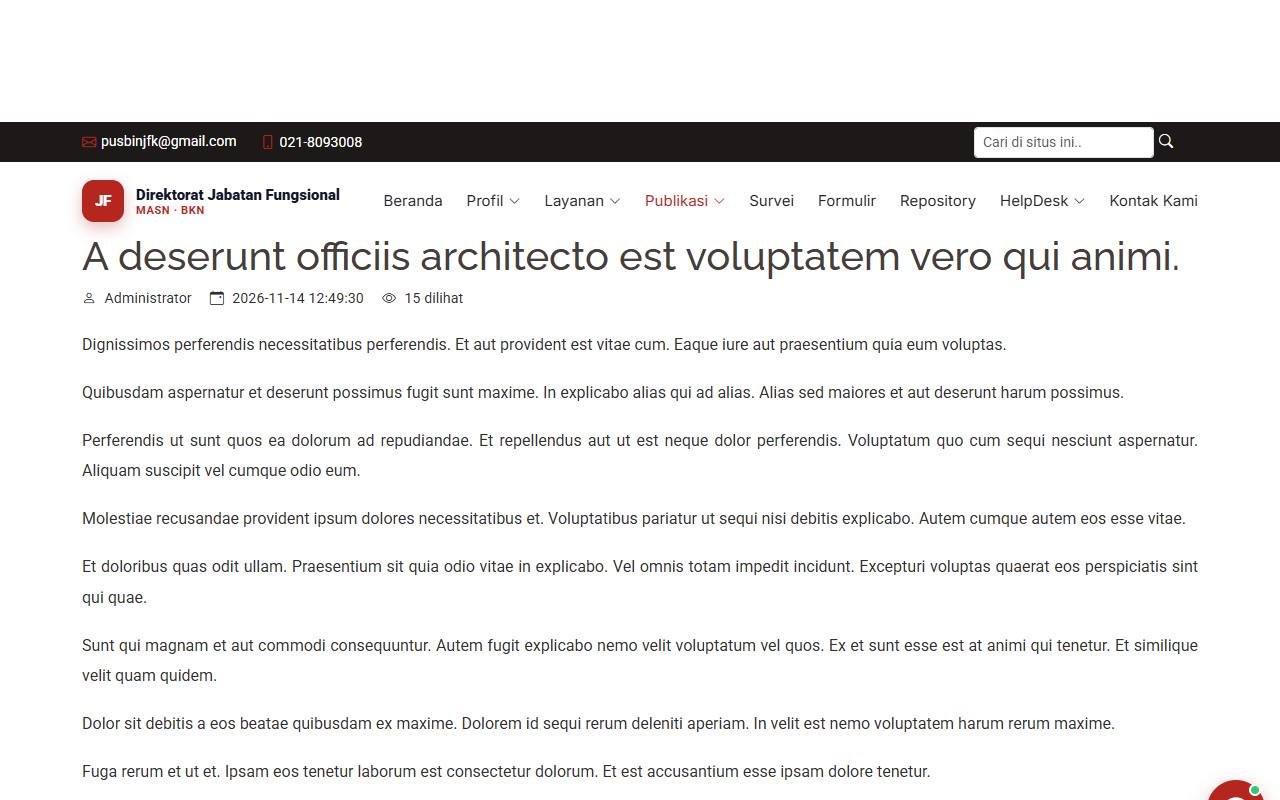 pusbinjfk@gmail.com 021-8093008 Cari di situs ini..
JF Direktorat Jabatan Fungsional
MASN · BKN
Beranda Profil Layanan Publikasi Survei Formulir Repository HelpDesk Kontak Kami
A deserunt officiis architecto est voluptatem vero qui animi.
Administrator 2026-11-14 12:49:30 15 dilihat
Dignissimos perferendis necessitatibus perferendis. Et aut provident est vitae cum. Eaque iure aut praesentium quia eum voluptas.
Quibusdam aspernatur et deserunt possimus fugit sunt maxime. In explicabo alias qui ad alias. Alias sed maiores et aut deserunt harum possimus.
Perferendis ut sunt quos ea dolorum ad repudiandae. Et repellendus aut ut est neque dolor perferendis. Voluptatum quo cum sequi nesciunt aspernatur.
Aliquam suscipit vel cumque odio eum.
Molestiae recusandae provident ipsum dolores necessitatibus et. Voluptatibus pariatur ut sequi nisi debitis explicabo. Autem cumque autem eos esse vitae.
Et doloribus quas odit ullam. Praesentium sit quia odio vitae in explicabo. Vel omnis totam impedit incidunt. Excepturi voluptas quaerat eos perspiciatis sint
qui quae.
Sunt qui magnam et aut commodi consequuntur. Autem fugit explicabo nemo velit voluptatum vel quos. Ex et sunt esse est at animi qui tenetur. Et similique
velit quam quidem.
Dolor sit debitis a eos beatae quibusdam ex maxime. Dolorem id sequi rerum deleniti aperiam. In velit est nemo voluptatem harum rerum maxime.
Fuga rerum et ut et. Ipsam eos tenetur laborum est consectetur dolorum. Et est accusantium esse ipsam dolore tenetur.